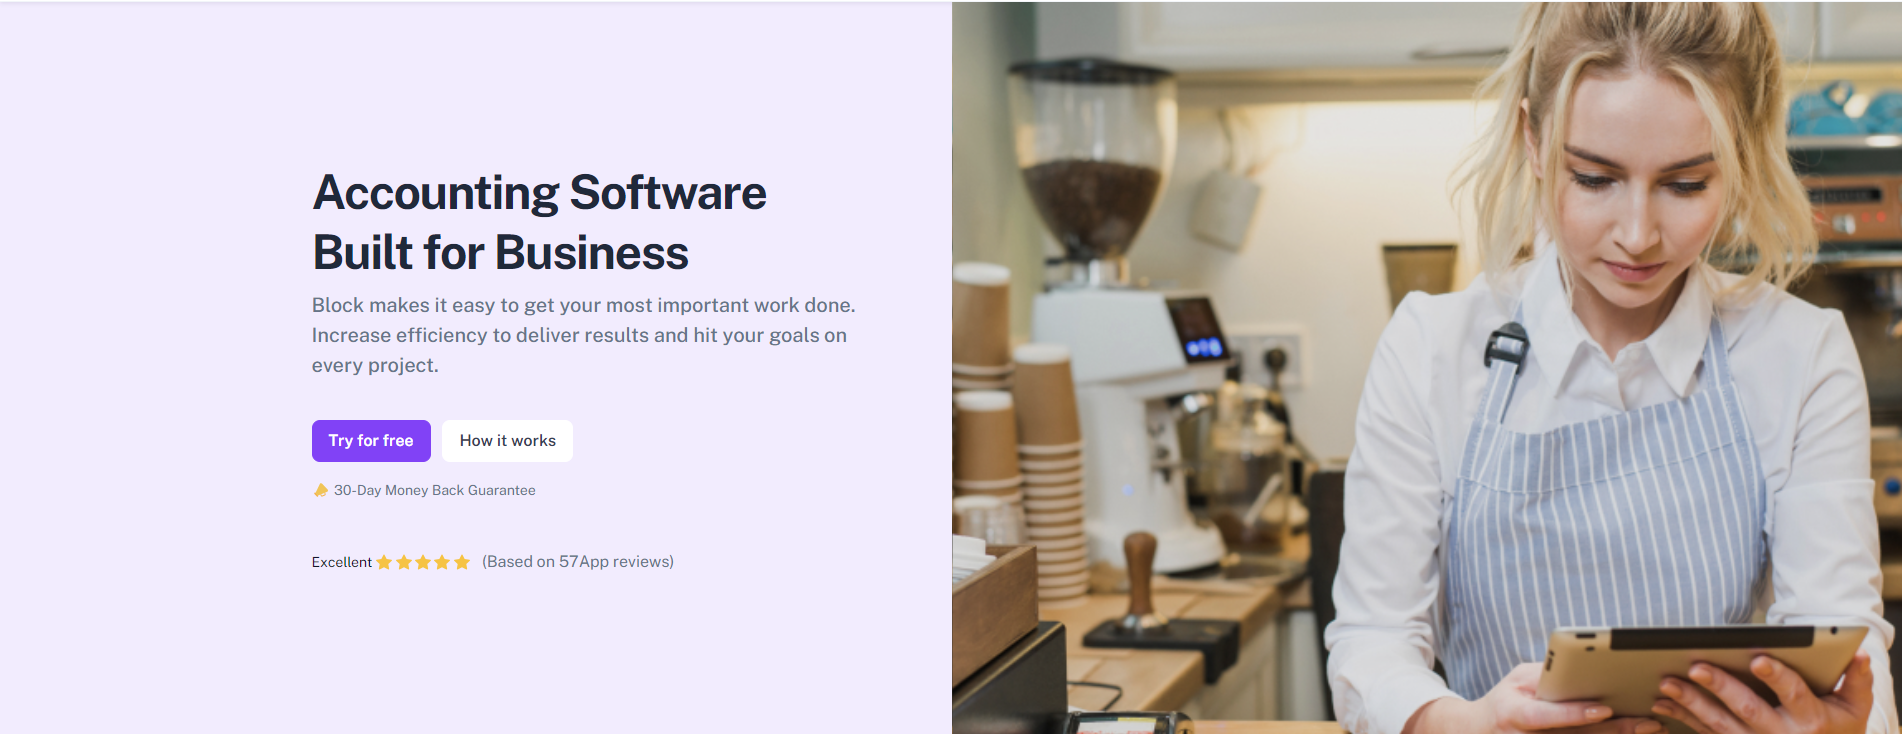 Accounting Software
Built for Business
Block makes it easy to get your most important work done.
Increase efficiency to deliver results and hit your goals on
every project.
Try for free
How it works
30-Day Money Back Guarantee
Excellent
(Based on 57App reviews)